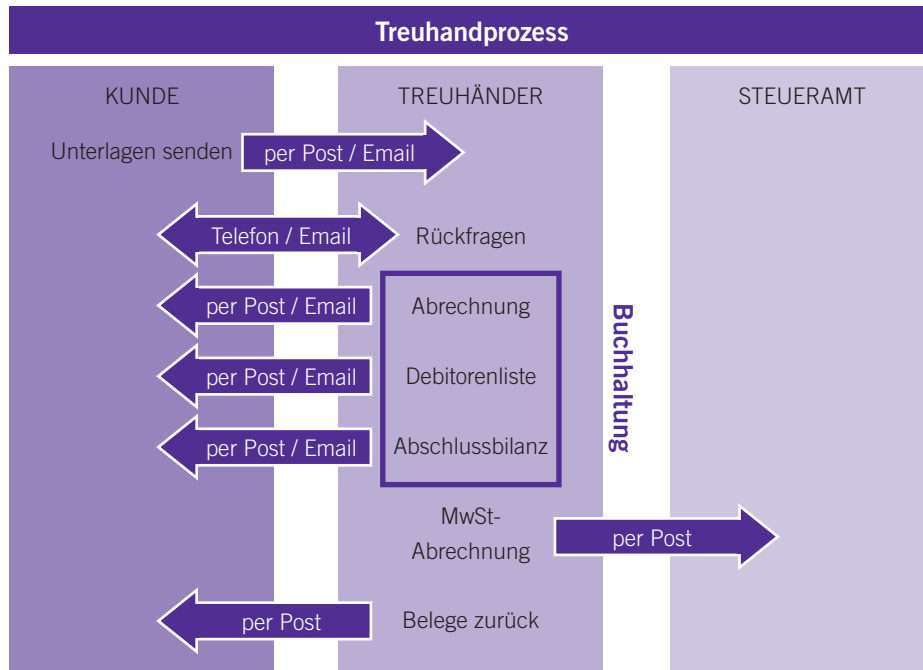 Treuhandprozess
KUNDE
TREUHÄNDER
STEUERAMT
Unterlagen senden
per Post / Email
Telefon / Email
Rückfragen
per Post / Email
Abrechnung
per Post / Email
Debitorenliste
per Post / Email
Abschlussbilanz
Buchhaltung
MwSt-
Abrechnung
per Post
per Post
Belege zurück